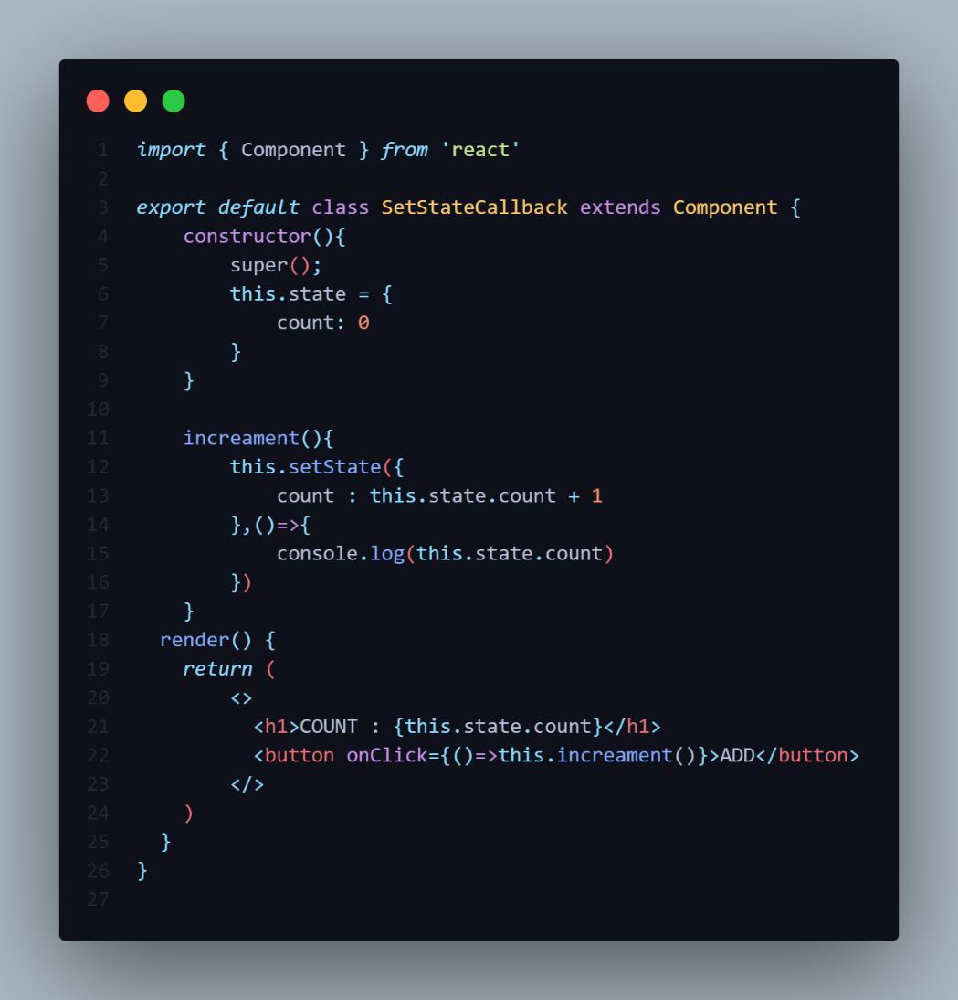 1 import { Component } from 'react'
2
3 export default class SetStateCallback extends Component {
4     constructor(){
5         super();
6         this.state = {
7             count: 0
8         }
9     }
10
11     increament(){
12         this.setState({
13             count : this.state.count + 1
14         },()=>{
15             console.log(this.state.count)
16         })
17     }
18   render() {
19     return (
20         <>
21           <h1>COUNT : {this.state.count}</h1>
22           <button onClick={()=>this.increament()}>ADD</button>
23         </>
24     )
25   }
26 }
27